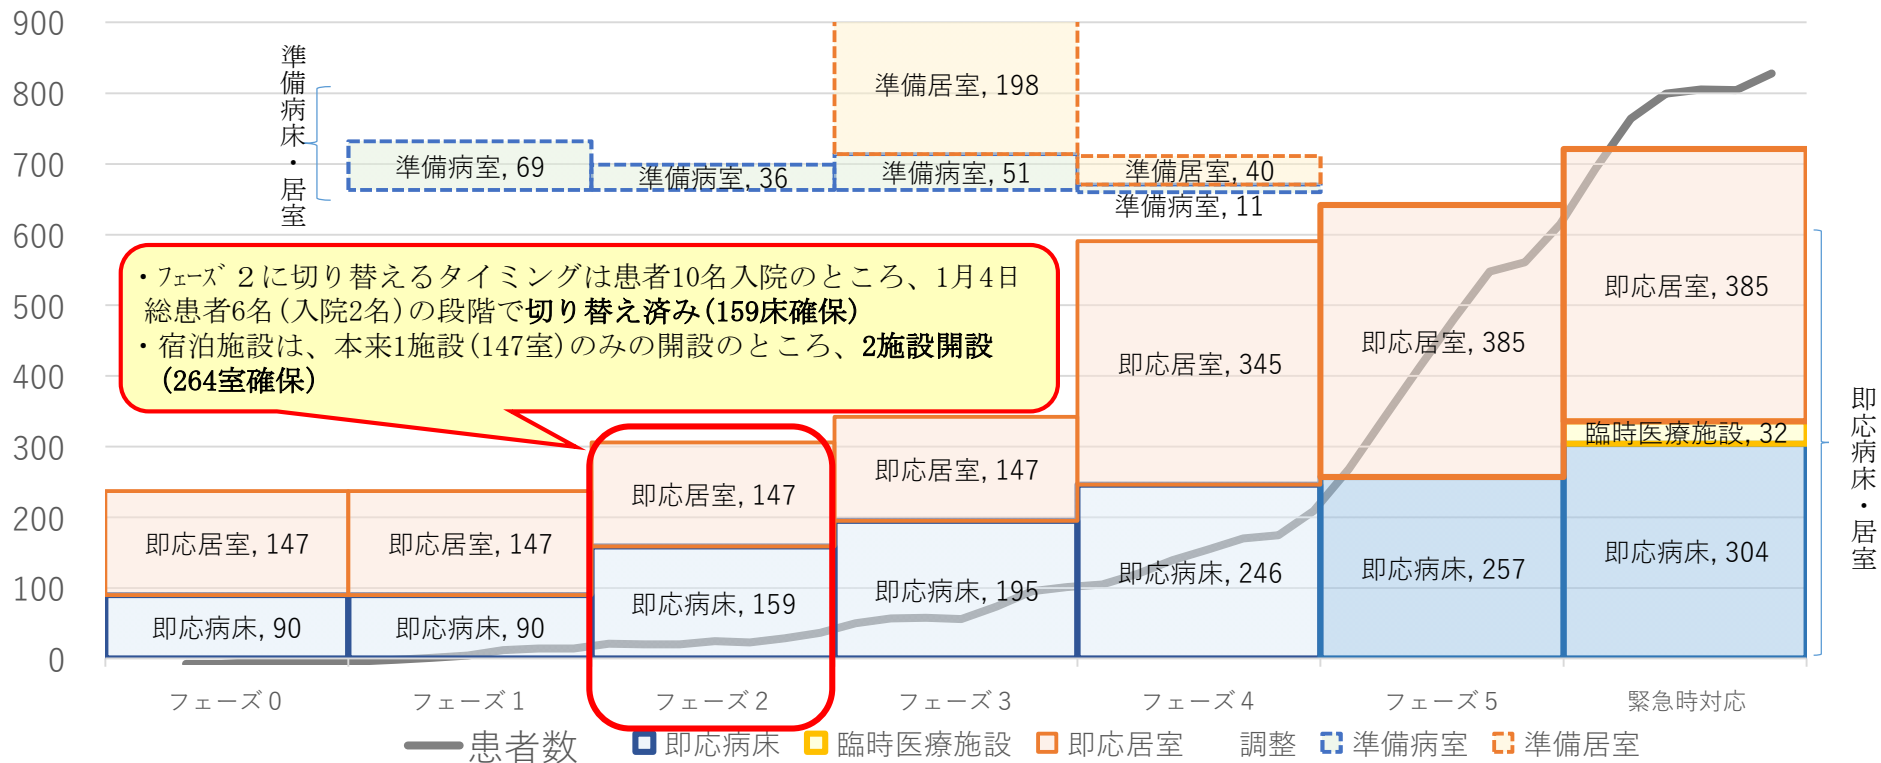 900
800
700
600
500
400
300
200
100
0
準備病床・居室
準備病室, 69
準備病室, 36
準備居室, 198
準備病室, 51
準備居室, 40
準備病室, 11
・フェーズ２に切り替えるタイミングは患者10名入院のところ、1月4日
総患者6名(入院2名)の段階で切り替え済み(159床確保)
・宿泊施設は、本来1施設(147室)のみの開設のところ、2施設開設
(264室確保)
即応居室, 147
即応病床, 90
即応居室, 147
即応病床, 90
即応居室, 147
即応病床, 159
即応居室, 147
即応病床, 195
即応居室, 345
即応病床, 246
即応居室, 385
即応病床, 257
即応居室, 385
臨時医療施設, 32
即応病床, 304
即応病床・居室
フェーズ0
フェーズ1
フェーズ2
フェーズ3
フェーズ4
フェーズ5
緊急時対応
患者数
即応病床
臨時医療施設
即応居室
調整
準備病室
準備居室